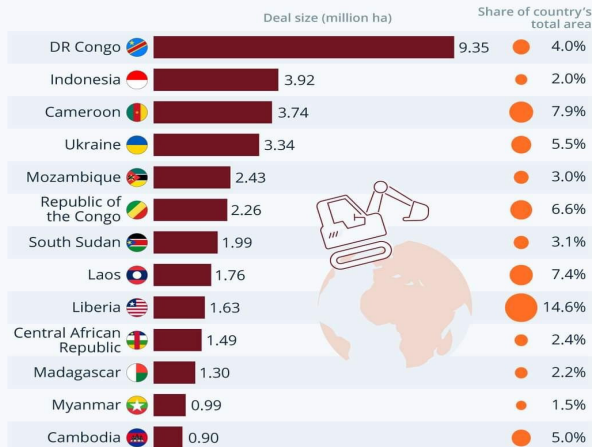 Deal size (million ha)
Share of country's
total area
DR Congo 9.35 4.0%
Indonesia 3.92 2.0%
Cameroon 3.74 7.9%
Ukraine 3.34 5.5%
Mozambique 2.43 3.0%
Republic of
the Congo 2.26 6.6%
South Sudan 1.99 3.1%
Laos 1.76 7.4%
Liberia 1.63 14.6%
Central African
Republic 1.49 2.4%
Madagascar 1.30 2.2%
Myanmar 0.99 1.5%
Cambodia 0.90 5.0%